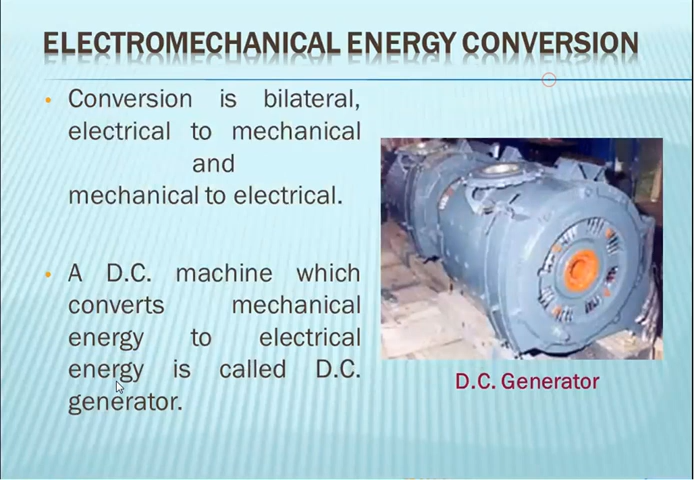 ELECTROMECHANICAL ENERGY CONVERSION
• Conversion is bilateral,
electrical to mechanical
and
mechanical to electrical.
• A D.C. machine which
converts mechanical
energy to electrical
energy is called D.C.
generator.
D.C. Generator